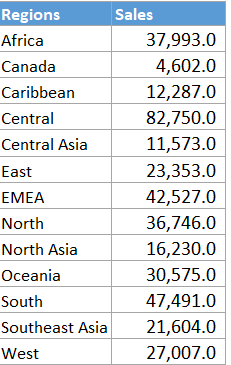 Regions Sales
Africa 37,993.0
Canada 4,602.0
Caribbean 12,287.0
Central 82,750.0
Central Asia 11,573.0
East 23,353.0
EMEA 42,527.0
North 36,746.0
North Asia 16,230.0
Oceania 30,575.0
South 47,491.0
Southeast Asia 21,604.0
West 27,007.0